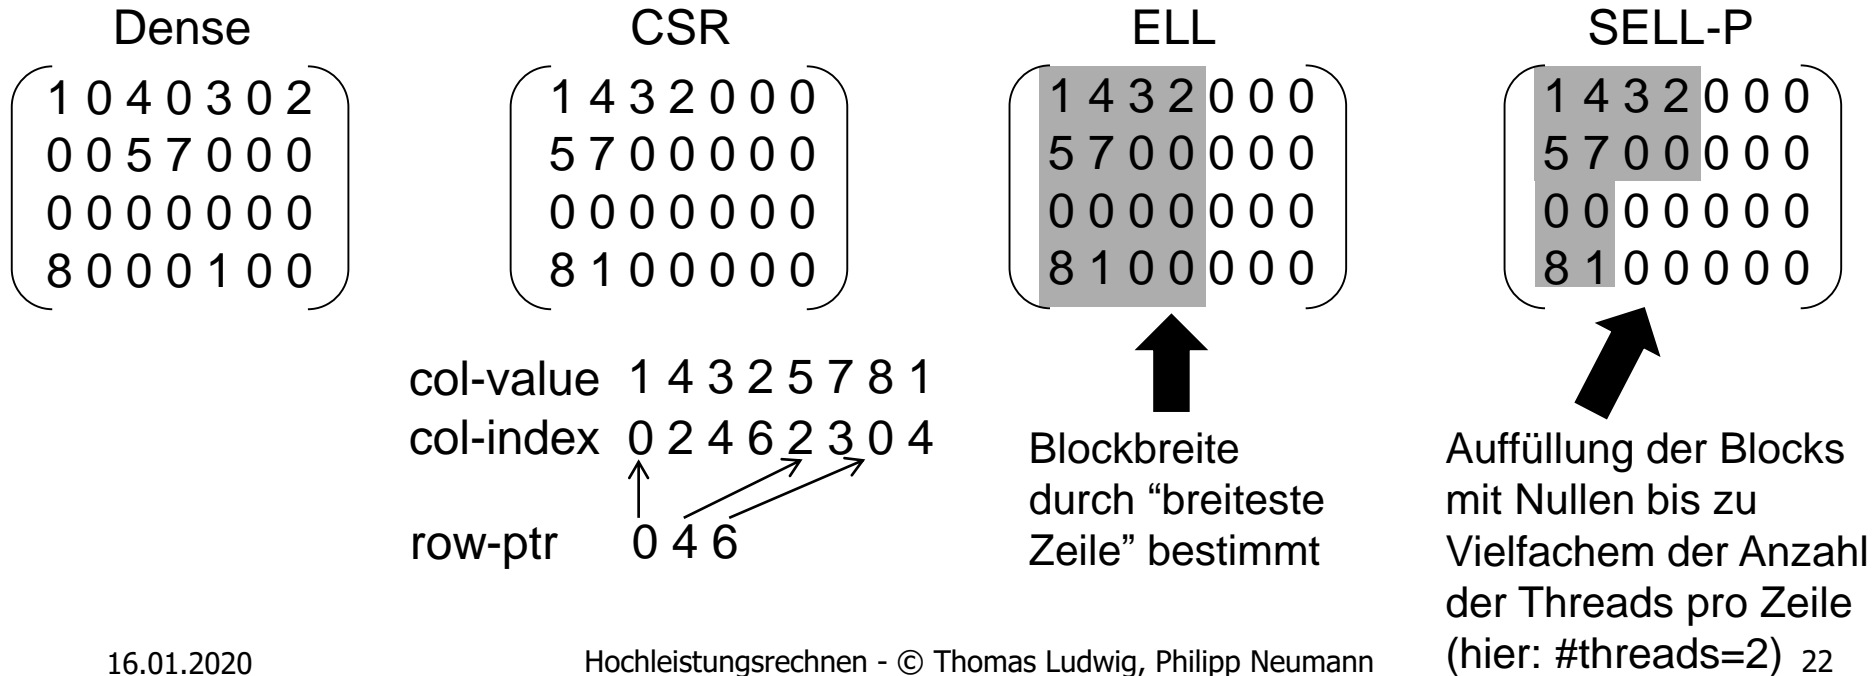 Dense
1 0 4 0 3 0 2
0 0 5 7 0 0 0
0 0 0 0 0 0 0
8 0 0 0 1 0 0
CSR
1 4 3 2 0 0 0
5 7 0 0 0 0 0
0 0 0 0 0 0 0
8 1 0 0 0 0 0
col-value 1 4 3 2 5 7 8 1
col-index 0 2 4 6 2 3 0 4
row-ptr 0 4 6
ELL
1 4 3 2 0 0 0
5 7 0 0 0 0 0
0 0 0 0 0 0 0
8 1 0 0 0 0 0
Blockbreite
durch “breiteste
Zeile” bestimmt
SELL-P
1 4 3 2 0 0 0
5 7 0 0 0 0 0
0 0 0 0 0 0 0
8 1 0 0 0 0 0
Auffüllung der Blocks
mit Nullen bis zu
Vielfachem der Anzahl
der Threads pro Zeile
(hier: #threads=2)
16.01.2020
Hochleistungsrechnen - © Thomas Ludwig, Philipp Neumann
22